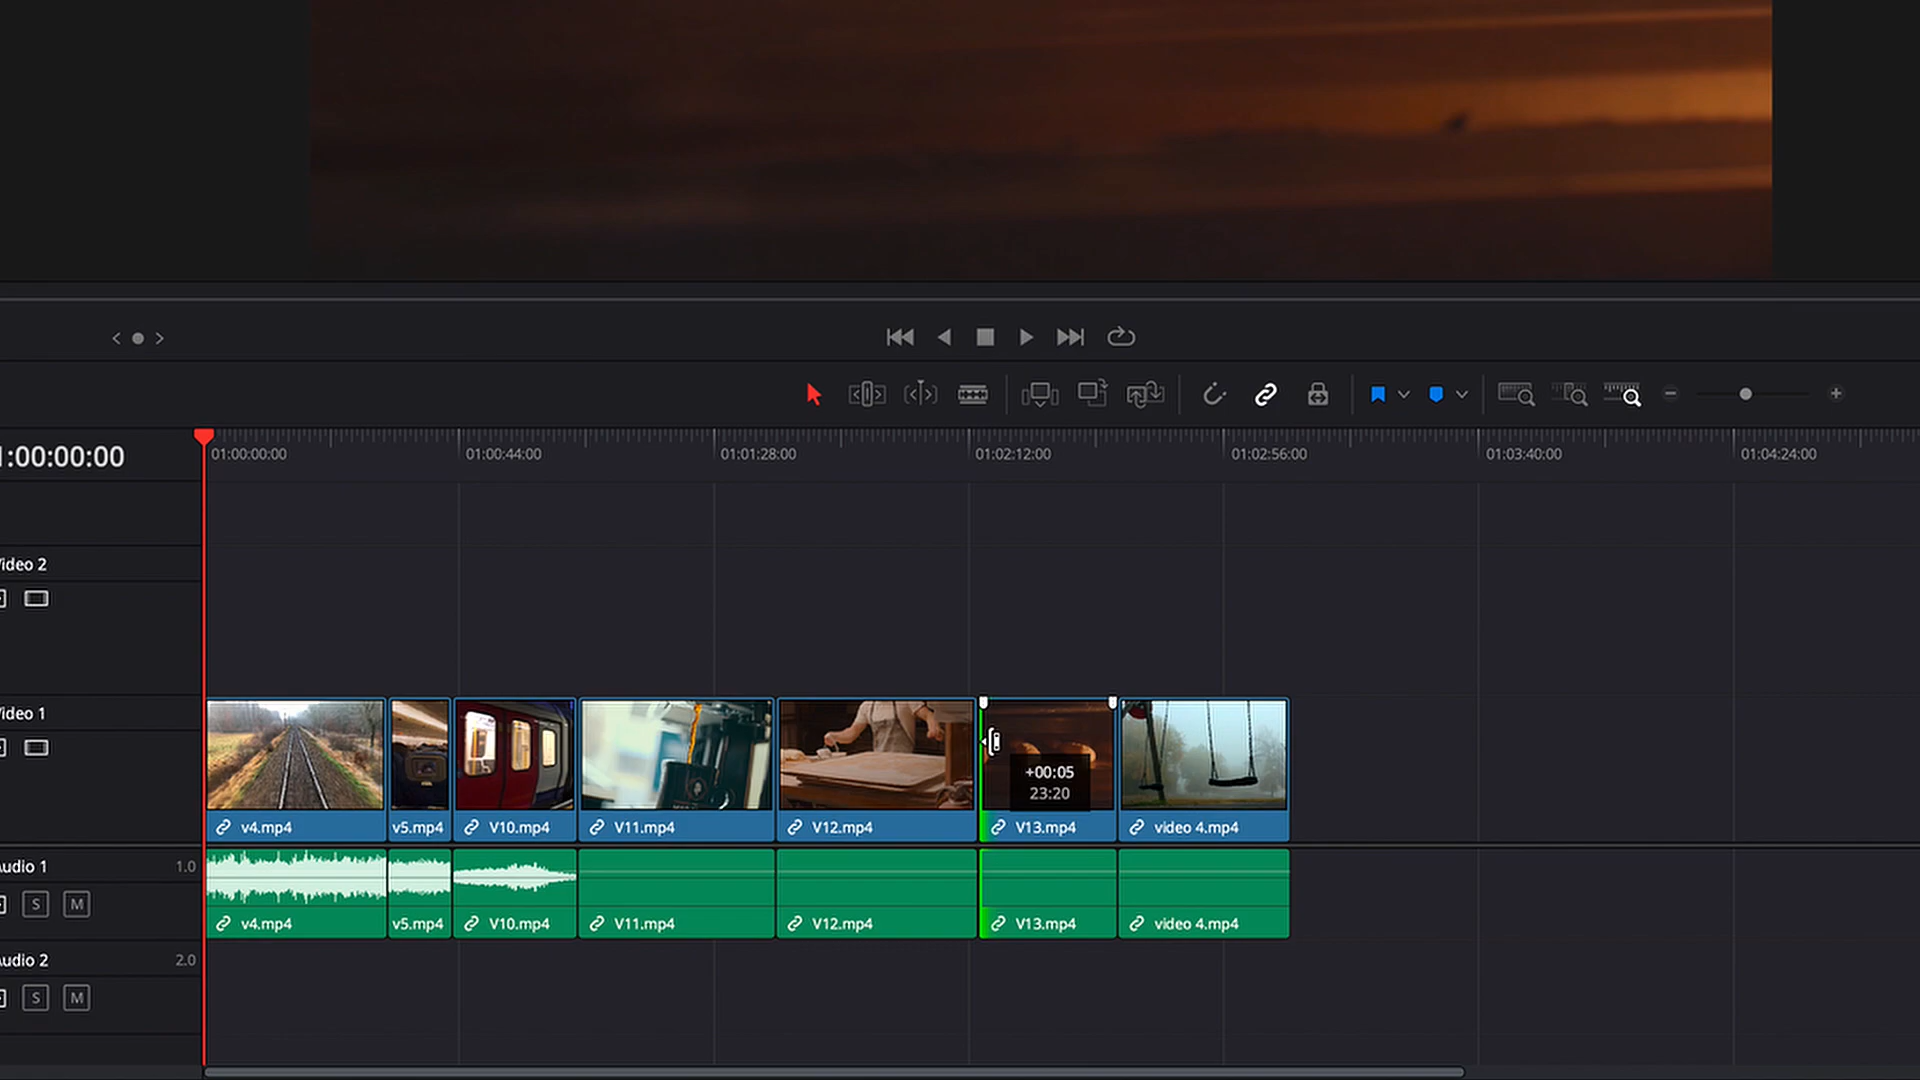 1:00:00:00
01:00:00:00 01:00:44:00 01:01:28:00 01:02:12:00 01:02:56:00 01:03:40:00 01:04:24:00
ideo 2
ideo 1
+00:05
23:20
v4.mp4 v5.mp4 V10.mp4 V11.mp4 V12.mp4 V13.mp4 video 4.mp4
udio 1 1.0
S M
v4.mp4 v5.mp4 V10.mp4 V11.mp4 V12.mp4 V13.mp4 video 4.mp4
udio 2 2.0
S M